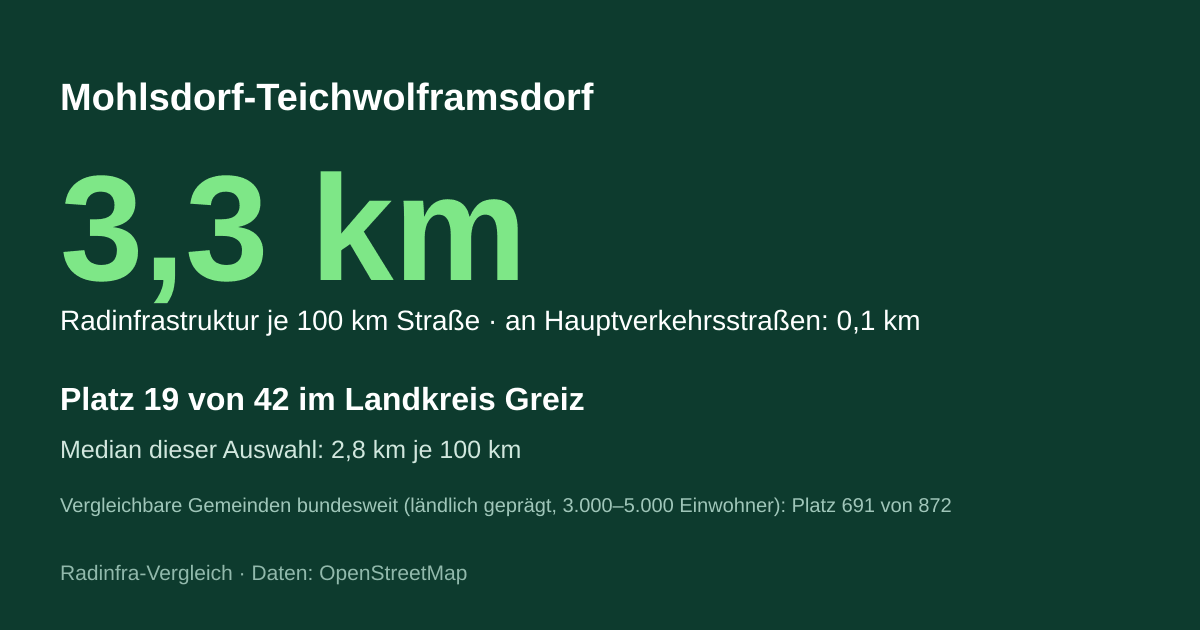 Mohlsdorf-Teichwolframsdorf
3,3 km
Radinfrastruktur je 100 km Straße · an Hauptverkehrsstraßen: 0,1 km
Platz 19 von 42 im Landkreis Greiz
Median dieser Auswahl: 2,8 km je 100 km
Vergleichbare Gemeinden bundesweit (ländlich geprägt, 3.000–5.000 Einwohner): Platz 691 von 872
Radinfra-Vergleich · Daten: OpenStreetMap